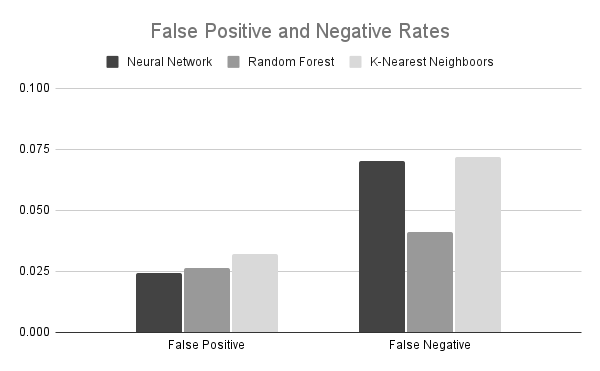 False Positive and Negative Rates
Neural Network Random Forest K-Nearest Neighboors
0.100
0.075
0.050
0.025
0.000
False Positive False Negative